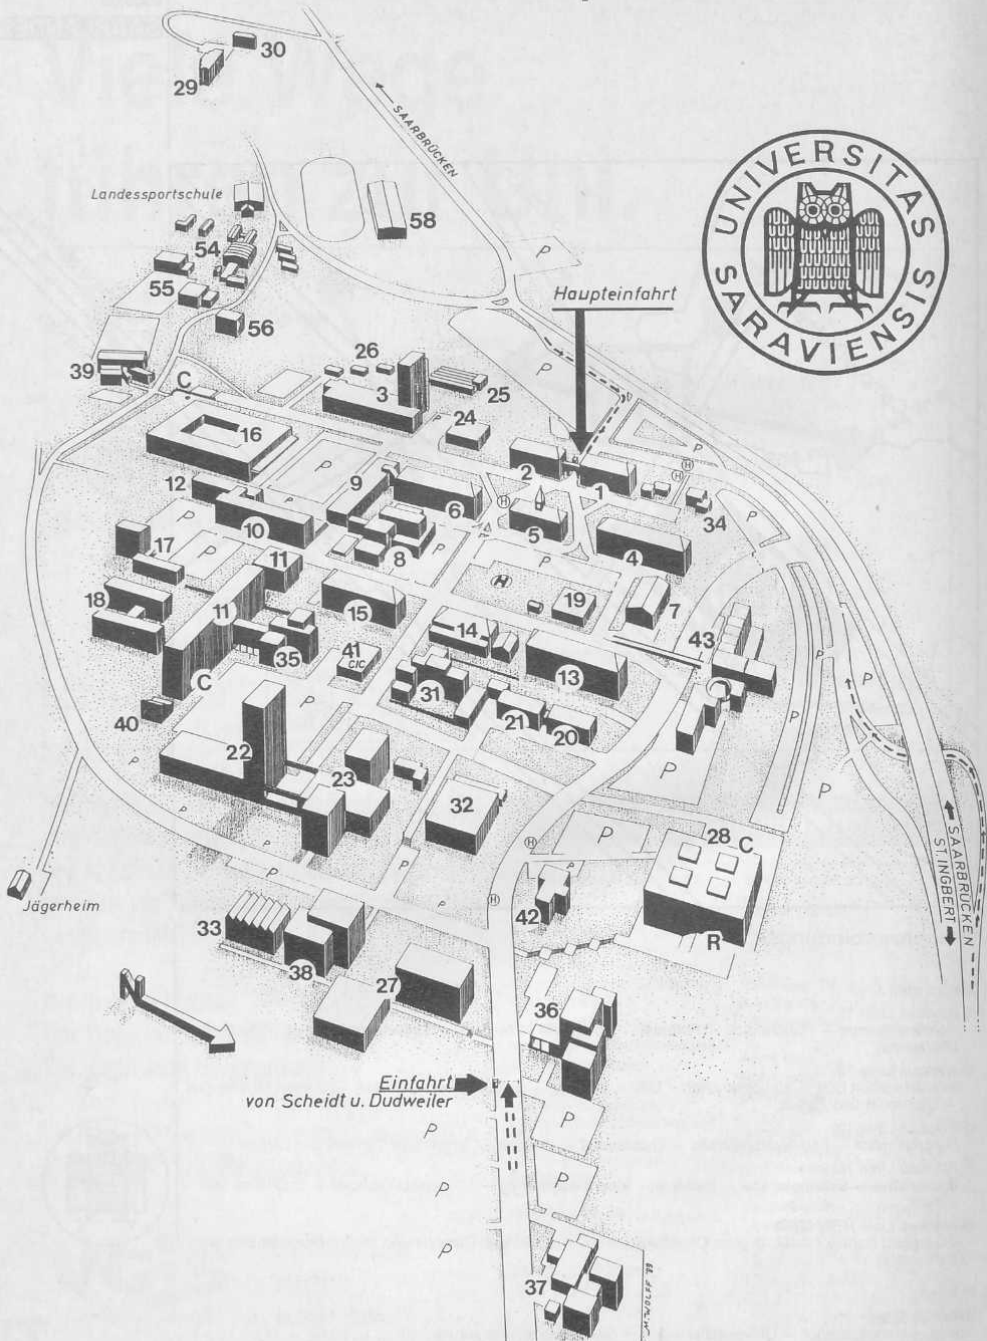 30
29
SAARBRÜCKEN
UNIVERSITAS
SARAVIENSIS
Landessportschule
54
58
P
55
Haupteinfahrt
56
39
26
P
3
25
C
24
P
16
P
2
H
12
9
1
H
6
H
34
10
5
P
8
P
P
4
17
P
11
H
P
18
15
19
7
11
14
43
41
CJC
35
P
13
C
31
P
40
21
20
P
22
P
P
23
P
P
32
28
C
H
P
SAARBRÜCKEN
ST.INGBERT
Jägerheim
P
P
H
42
33
R
38
N
27
36
Einfahrt
von Scheidt u. Dudweiler
P
P
P
P
P
37
M. WOLFF